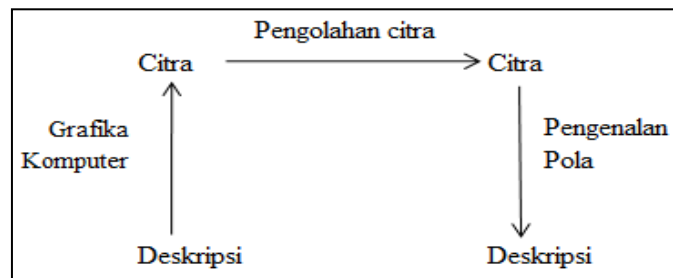 Pengolahan citra
Citra
Citra
Grafika
Komputer
Pengenalan
Pola
Deskripsi
Deskripsi